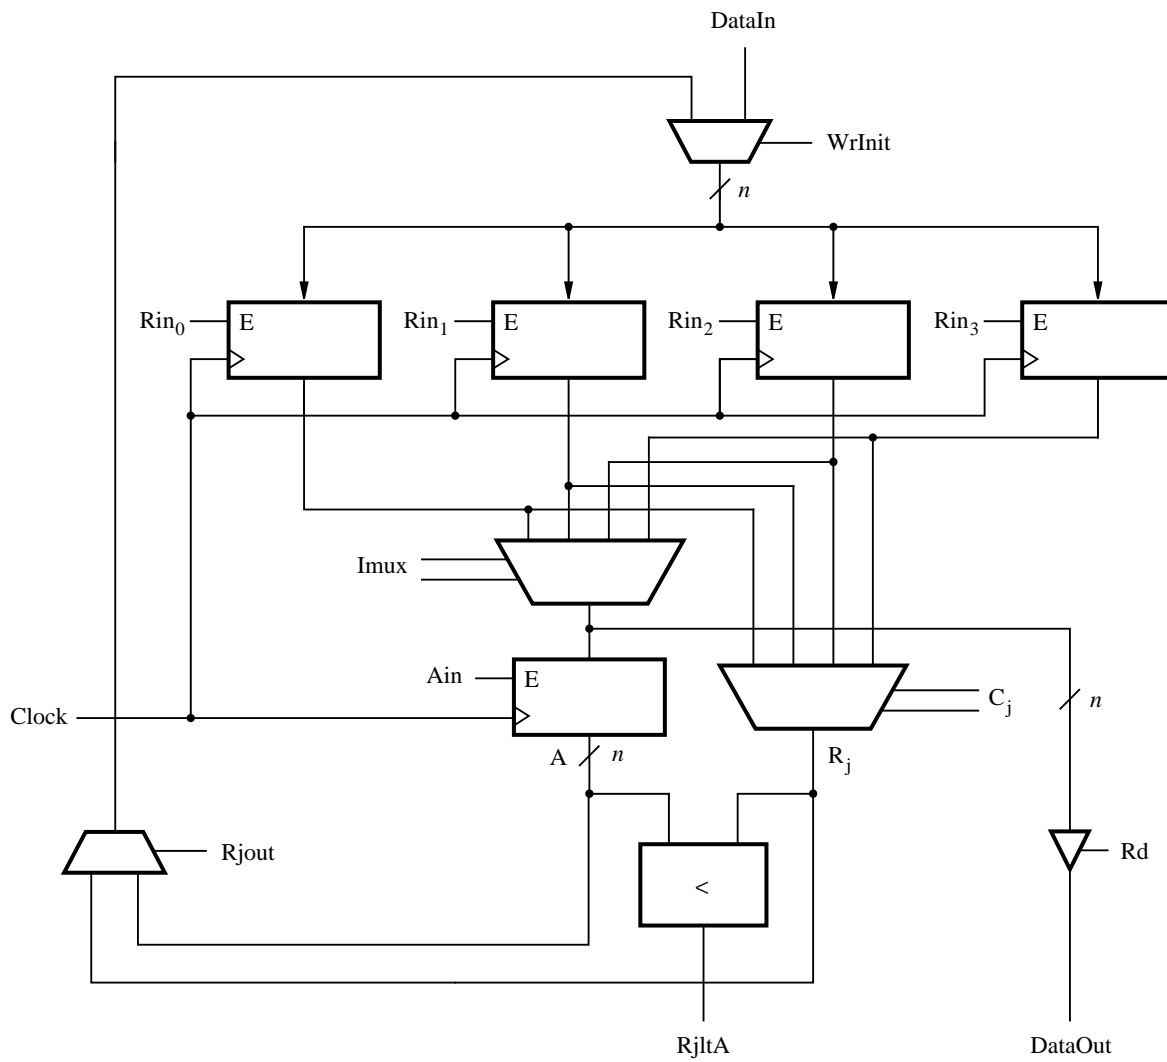 DataIn
WrInit
n
Rin0 E Rin1 E Rin2 E Rin3 E
Imux
Ain E
Clock
A n
Rj
Cj
n
Rjout
<
Rd
RjltA
DataOut